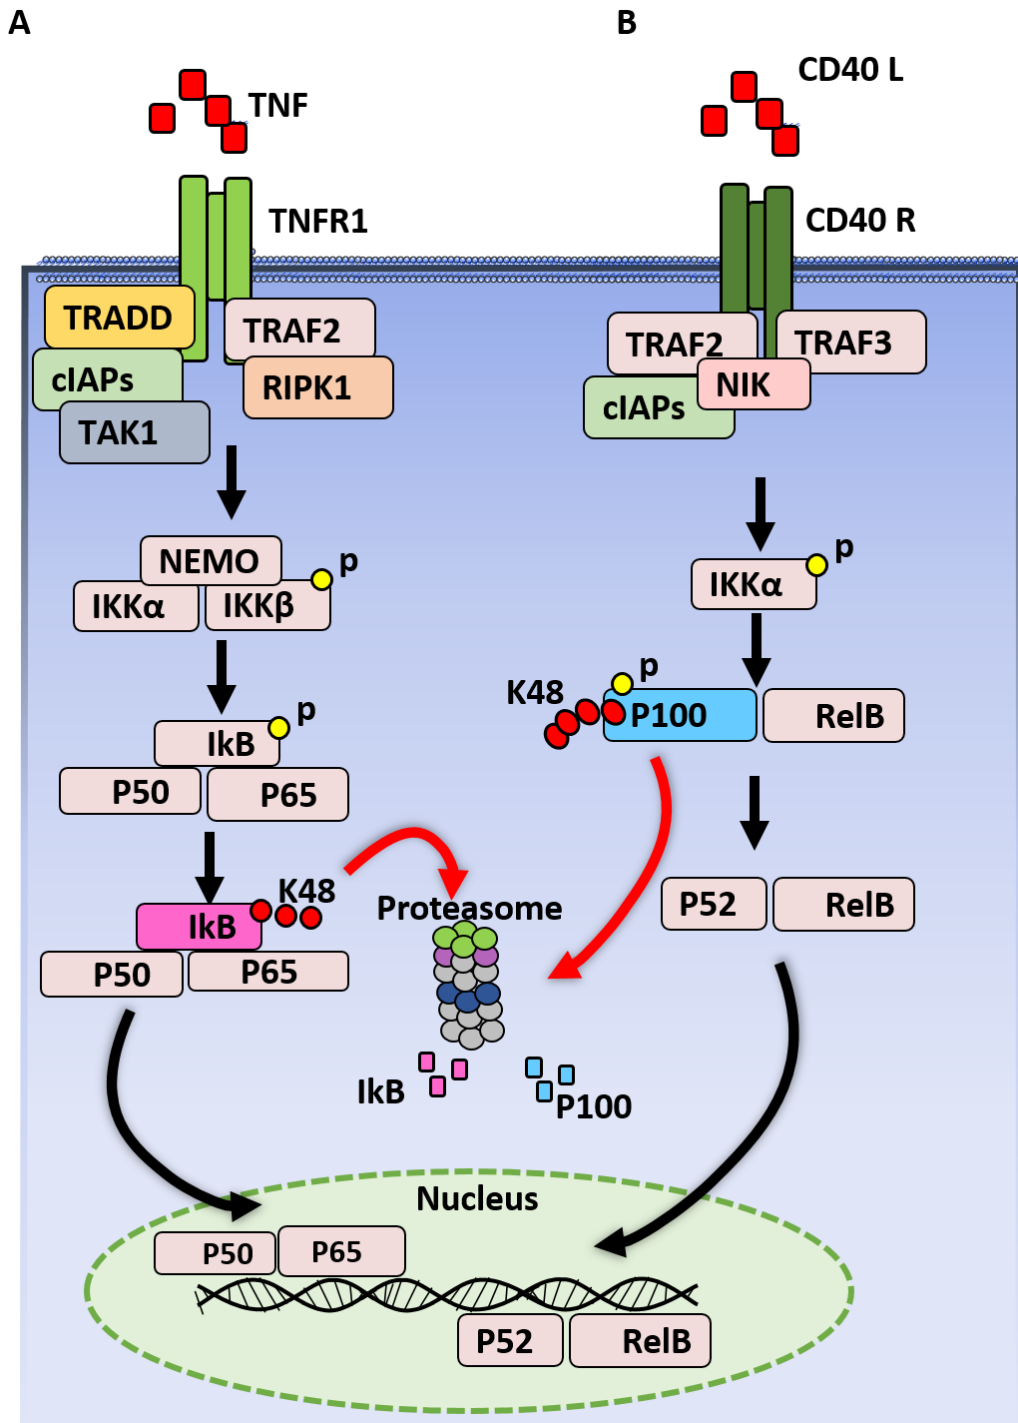 A
TNF
TNFR1
TRADD
TRAF2
cIAPs
RIPK1
TAK1
NEMO
p
IKKα
IKKβ
p
IkB
P50
P65
K48
IkB
P50
P65
B
CD40 L
CD40 R
TRAF2
TRAF3
NIK
cIAPs
p
IKKα
p
K48
P100
RelB
P52
RelB
Proteasome
IkB
P100
Nucleus
P50
P65
P52
RelB